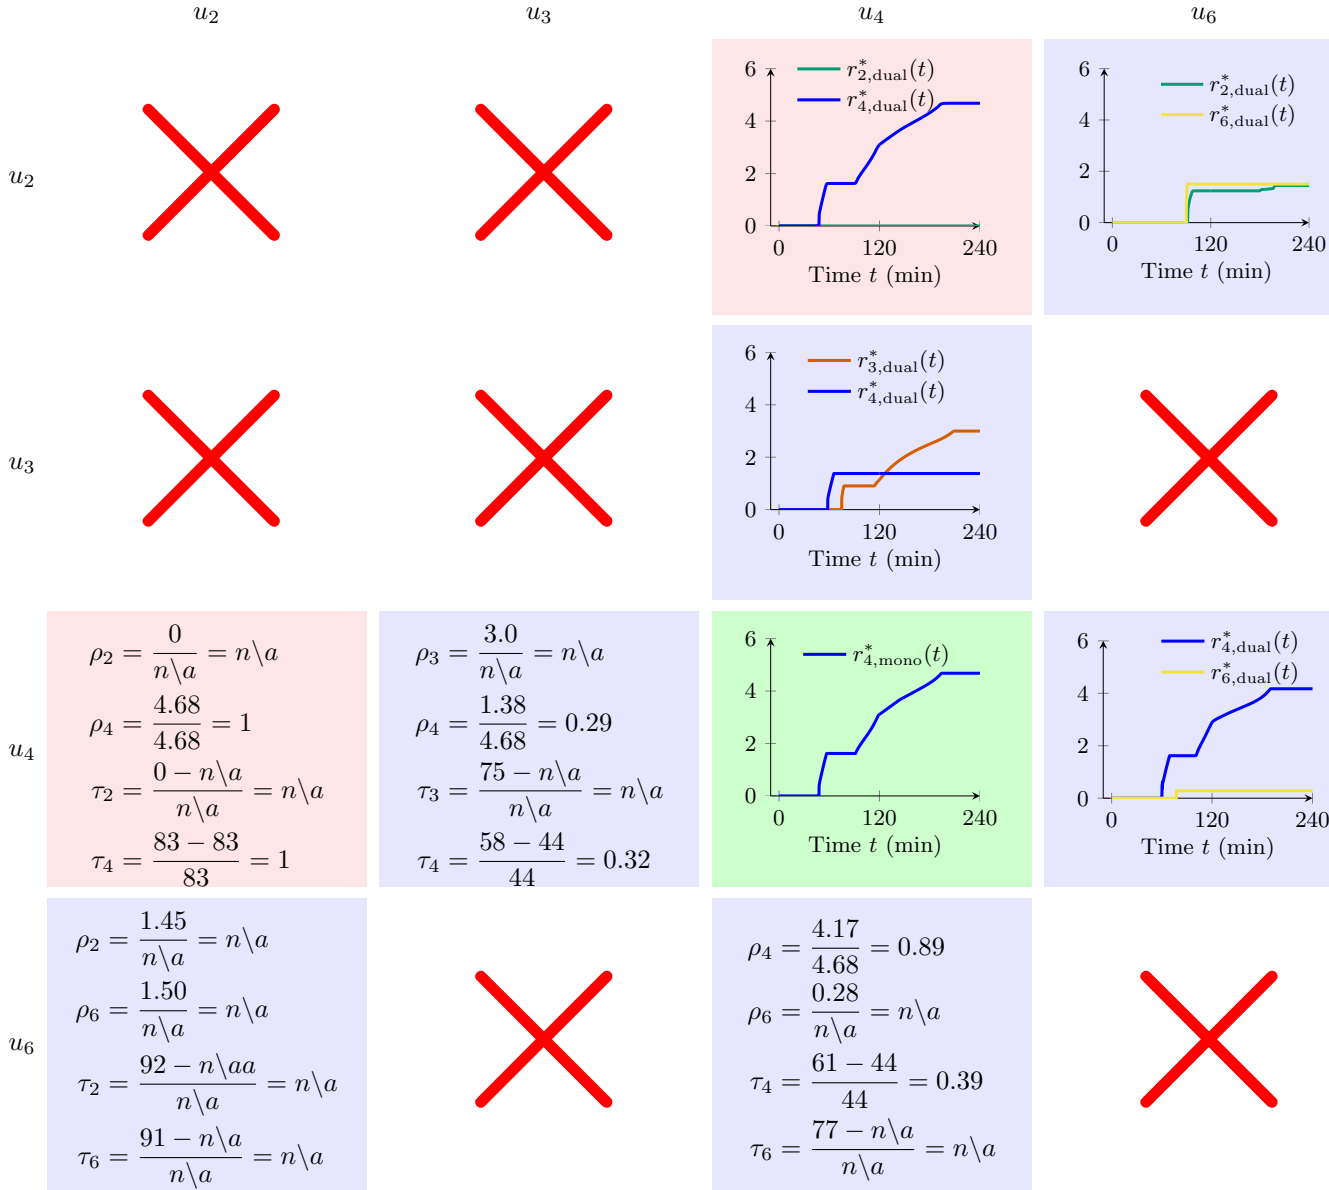 u₂ u₃ u₄ u₆
u₂
6
4
2
0
0 120 240
Time t (min)
r*₂,dual(t)
r*₄,dual(t)
6
4
2
0
0 120 240
Time t (min)
r*₂,dual(t)
r*₆,dual(t)
u₃
6
4
2
0
0 120 240
Time t (min)
r*₃,dual(t)
r*₄,dual(t)
u₄
ρ₂ = 0/n\a = n\a
ρ₄ = 4.68/4.68 = 1
τ₂ = (0 − n\a)/n\a = n\a
τ₄ = (83 − 83)/83 = 1
ρ₃ = 3.0/n\a = n\a
ρ₄ = 1.38/4.68 = 0.29
τ₃ = (75 − n\a)/n\a = n\a
τ₄ = (58 − 44)/44 = 0.32
6
4
2
0
0 120 240
Time t (min)
r*₄,mono(t)
6
4
2
0
0 120 240
Time t (min)
r*₄,dual(t)
r*₆,dual(t)
u₆
ρ₂ = 1.45/n\a = n\a
ρ₆ = 1.50/n\a = n\a
τ₂ = (92 − n\aa)/n\a = n\a
τ₆ = (91 − n\a)/n\a = n\a
ρ₄ = 4.17/4.68 = 0.89
ρ₆ = 0.28/n\a = n\a
τ₄ = (61 − 44)/44 = 0.39
τ₆ = (77 − n\a)/n\a = n\a